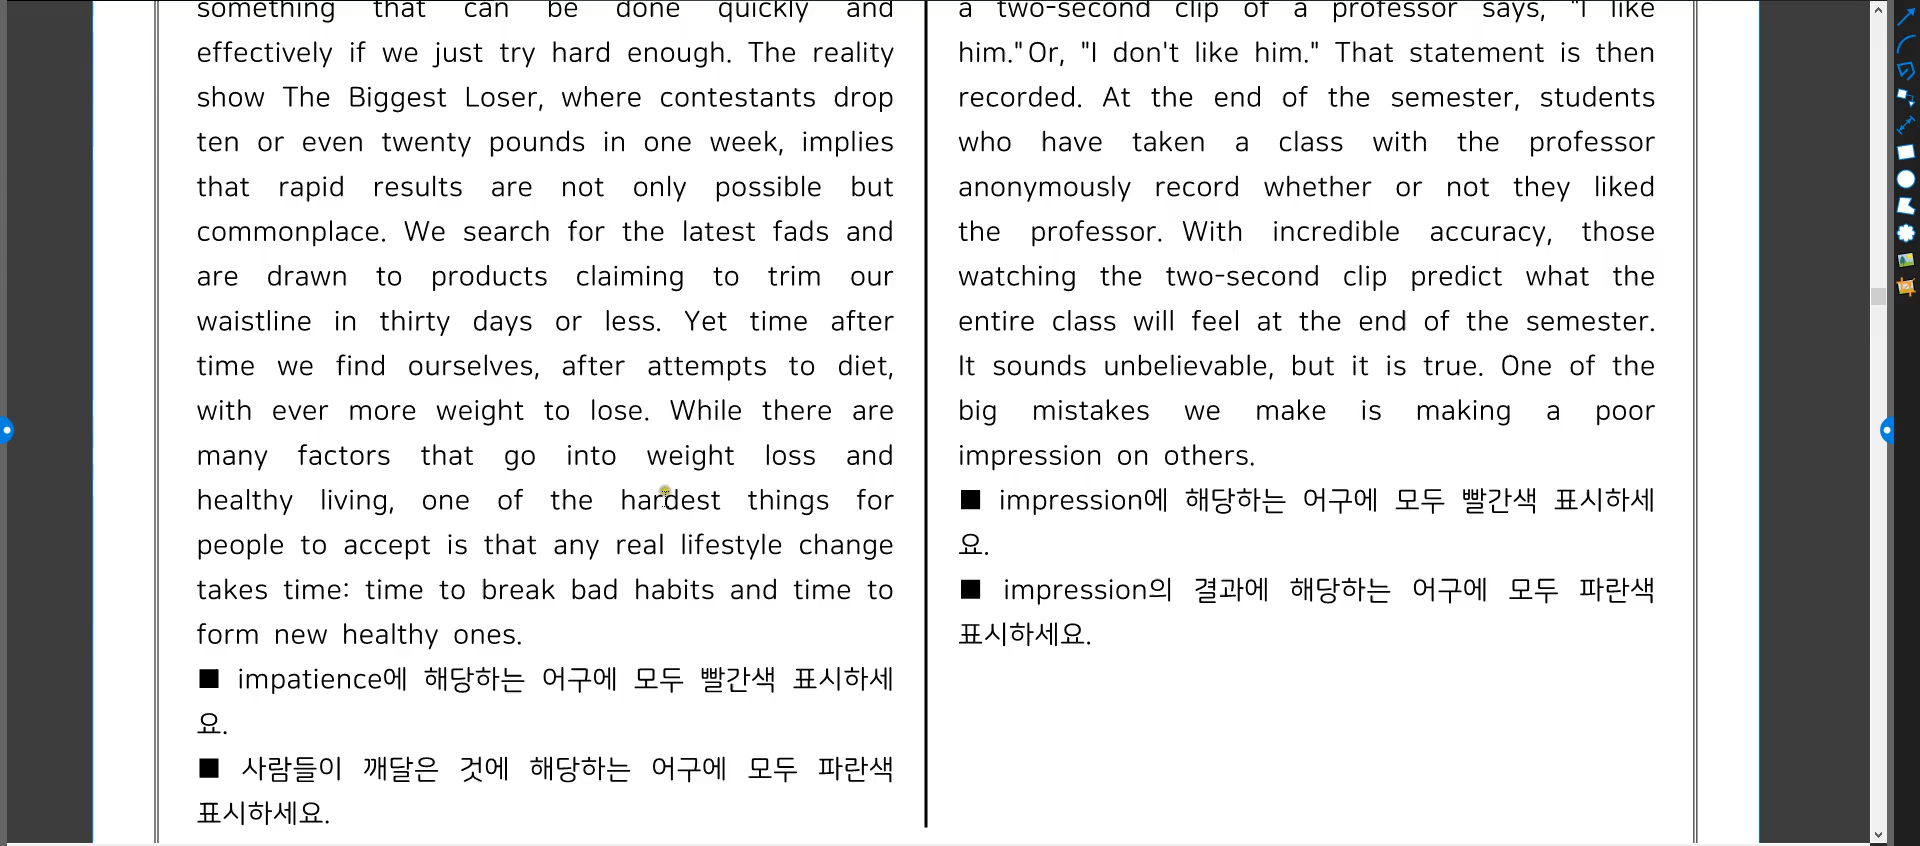 something that can be done quickly and
effectively if we just try hard enough. The reality
show The Biggest Loser, where contestants drop
ten or even twenty pounds in one week, implies
that rapid results are not only possible but
commonplace. We search for the latest fads and
are drawn to products claiming to trim our
waistline in thirty days or less. Yet time after
time we find ourselves, after attempts to diet,
with ever more weight to lose. While there are
many factors that go into weight loss and
healthy living, one of the hardest things for
people to accept is that any real lifestyle change
takes time: time to break bad habits and time to
form new healthy ones.
■ impatience에 해당하는 어구에 모두 빨간색 표시하세
요.
■ 사람들이 깨달은 것에 해당하는 어구에 모두 파란색
표시하세요.
a two-second clip of a professor says, "I like
him."Or, "I don't like him." That statement is then
recorded. At the end of the semester, students
who have taken a class with the professor
anonymously record whether or not they liked
the professor. With incredible accuracy, those
watching the two-second clip predict what the
entire class will feel at the end of the semester.
It sounds unbelievable, but it is true. One of the
big mistakes we make is making a poor
impression on others.
■ impression에 해당하는 어구에 모두 빨간색 표시하세
요.
■ impression의 결과에 해당하는 어구에 모두 파란색
표시하세요.